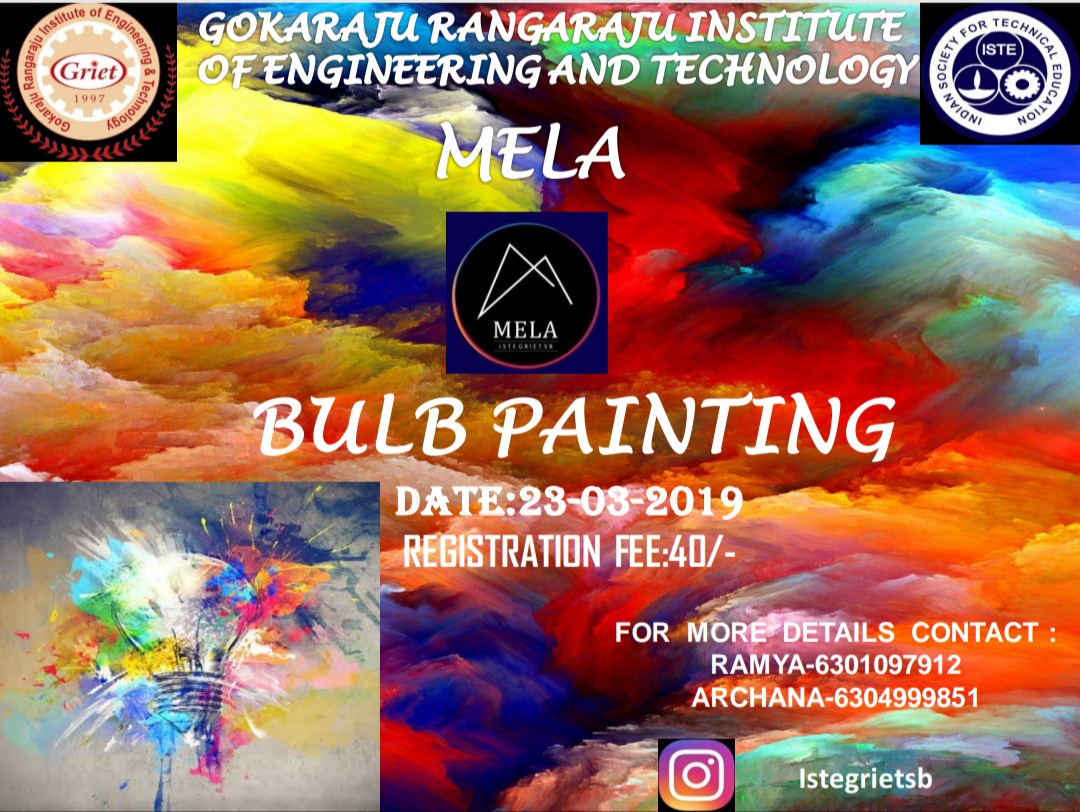 Gokaraju Rangaraju Institute of Engineering & Technology
Griet
1997
GOKARAJU RANGARAJU INSTITUTE
OF ENGINEERING AND TECHNOLOGY
INDIAN SOCIETY FOR TECHNICAL EDUCATION
ISTE
MELA
MELA
ISTEGRIETSB
BULB PAINTING
DATE:23-03-2019
REGISTRATION FEE:40/-
FOR MORE DETAILS CONTACT :
RAMYA-6301097912
ARCHANA-6304999851
Istegrietsb